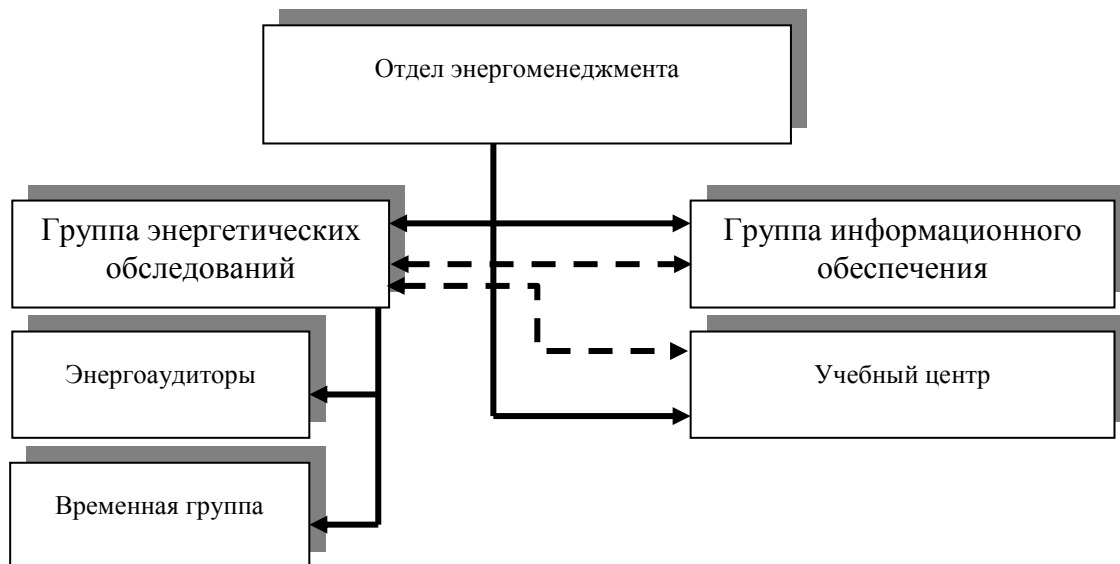 Отдел энергоменеджмента
Группа энергетических
обследований
Группа информационного
обеспечения
Энергоаудиторы
Учебный центр
Временная группа